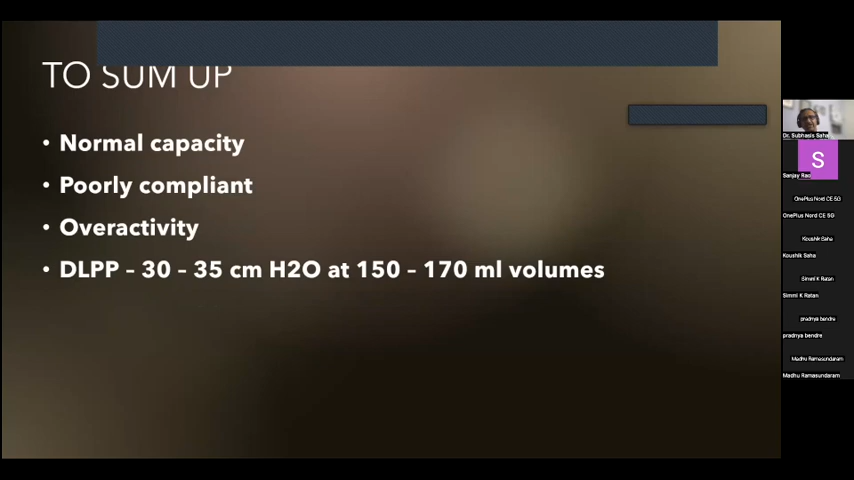 TO SUM UP
• Normal capacity
• Poorly compliant
• Overactivity
• DLPP – 30 – 35 cm H2O at 150 – 170 ml volumes
Dr. Subhasis Saha
S
Sanjay Rao
OnePlus Nord CE 5G
OnePlus Nord CE 5G
Koushik Saha
Koushik Saha
Simmi K Ratan
Simmi K Ratan
pradnya bendre
pradnya bendre
Madhu Ramasundaram
Madhu Ramasundaram